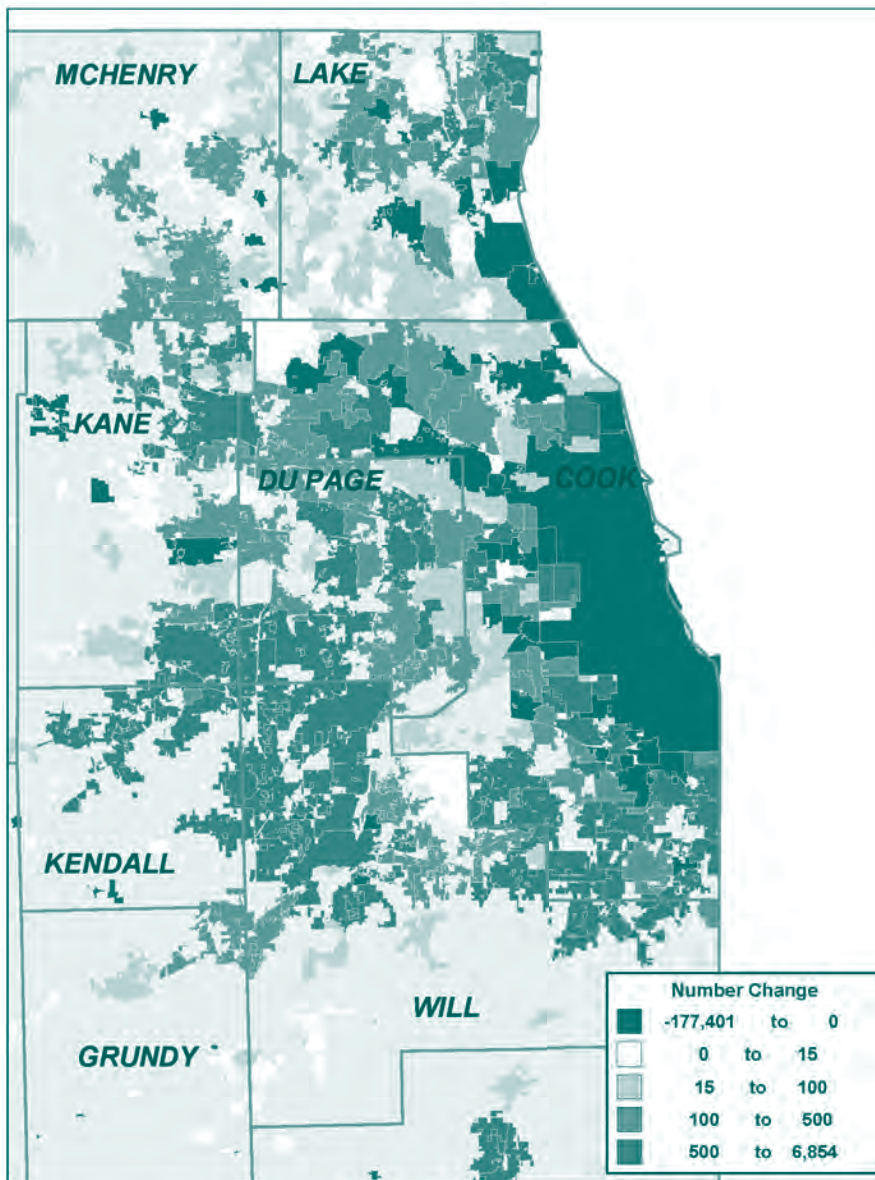 MCHENRY
LAKE
KANE
DU PAGE
COOK
KENDALL
WILL
GRUNDY
Number Change
-177,401 to 0
0 to 15
15 to 100
100 to 500
500 to 6,854